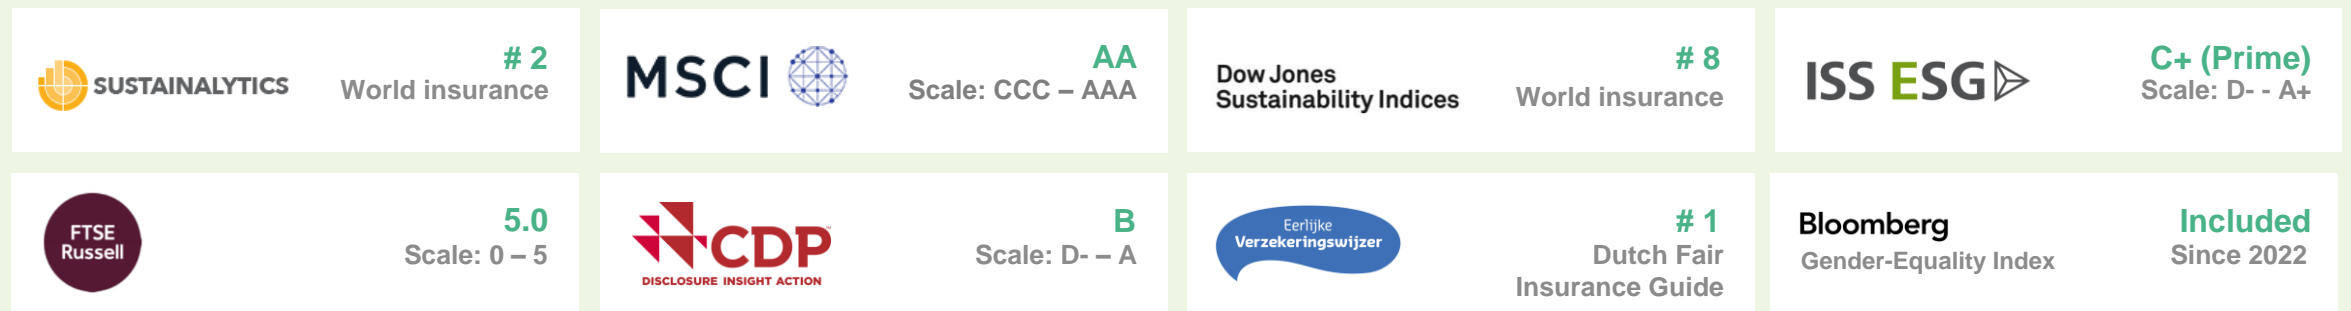 SUSTAINALYTICS
# 2
World insurance
MSCI
AA
Scale: CCC – AAA
Dow Jones
Sustainability Indices
# 8
World insurance
ISS ESG
C+ (Prime)
Scale: D- - A+
FTSE
Russell
5.0
Scale: 0 – 5
CDP
DISCLOSURE INSIGHT ACTION
B
Scale: D- – A
Eerlijke
Verzekeringswijzer
# 1
Dutch Fair
Insurance Guide
Bloomberg
Gender-Equality Index
Included
Since 2022